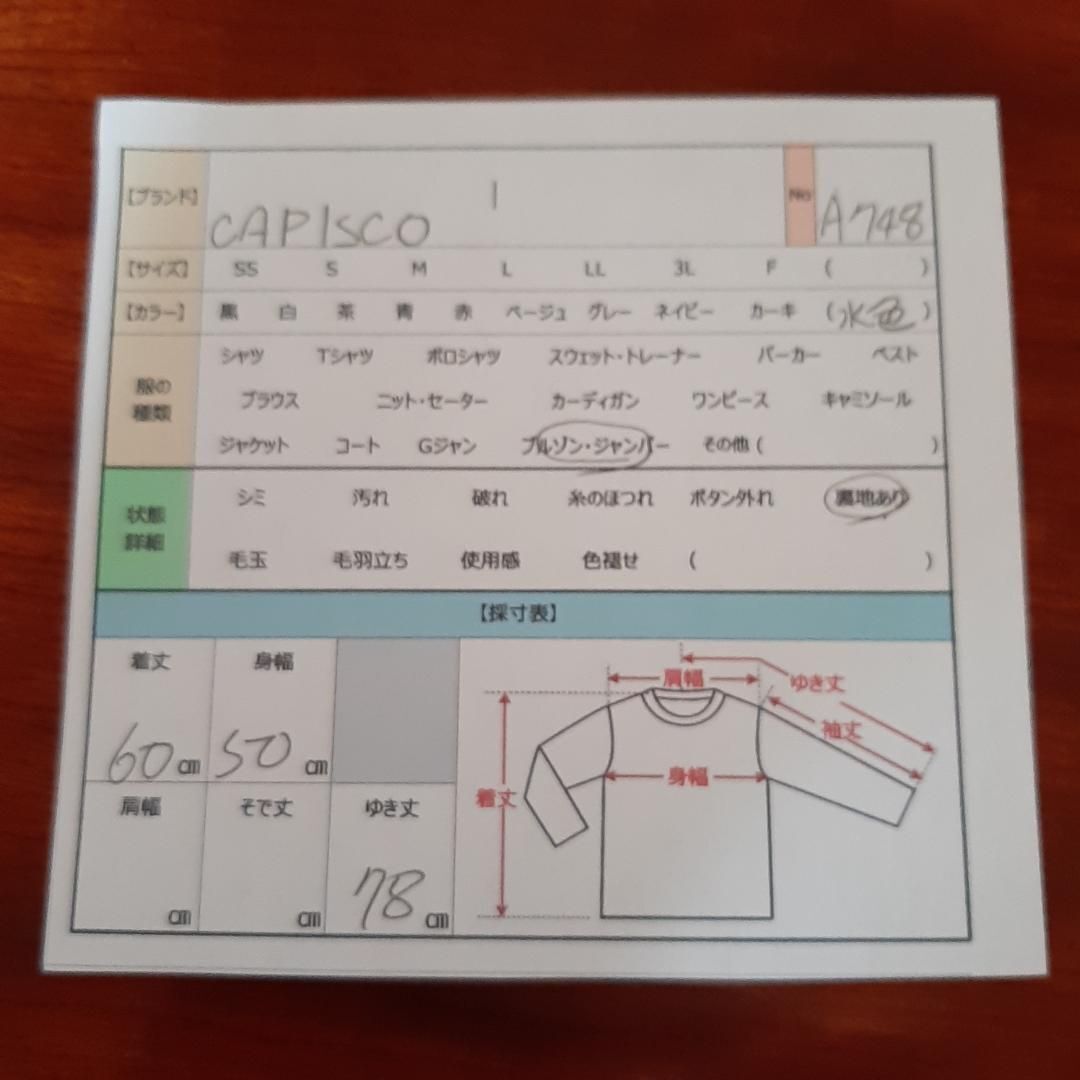 【ブランド】 CAPISCO No A748
【サイズ】 SS S M L LL 3L F ( )
【カラー】 黒 白 茶 青 赤 ベージュ グレー ネイビー カーキ (水色)
服の種類
シャツ Tシャツ ポロシャツ スウェット・トレーナー パーカー ベスト
ブラウス ニット・セーター カーディガン ワンピース キャミソール
ジャケット コート Gジャン ブルゾン・ジャンパー その他 ( )
状態詳細
シミ 汚れ 破れ 糸のほつれ ボタン外れ 裏地あり
毛玉 毛羽立ち 使用感 色褪せ ( )
【採寸表】
着丈 身幅
60cm 50cm
肩幅 そで丈 ゆき丈
cm cm 78cm
肩幅 ゆき丈
袖丈
身幅
着丈